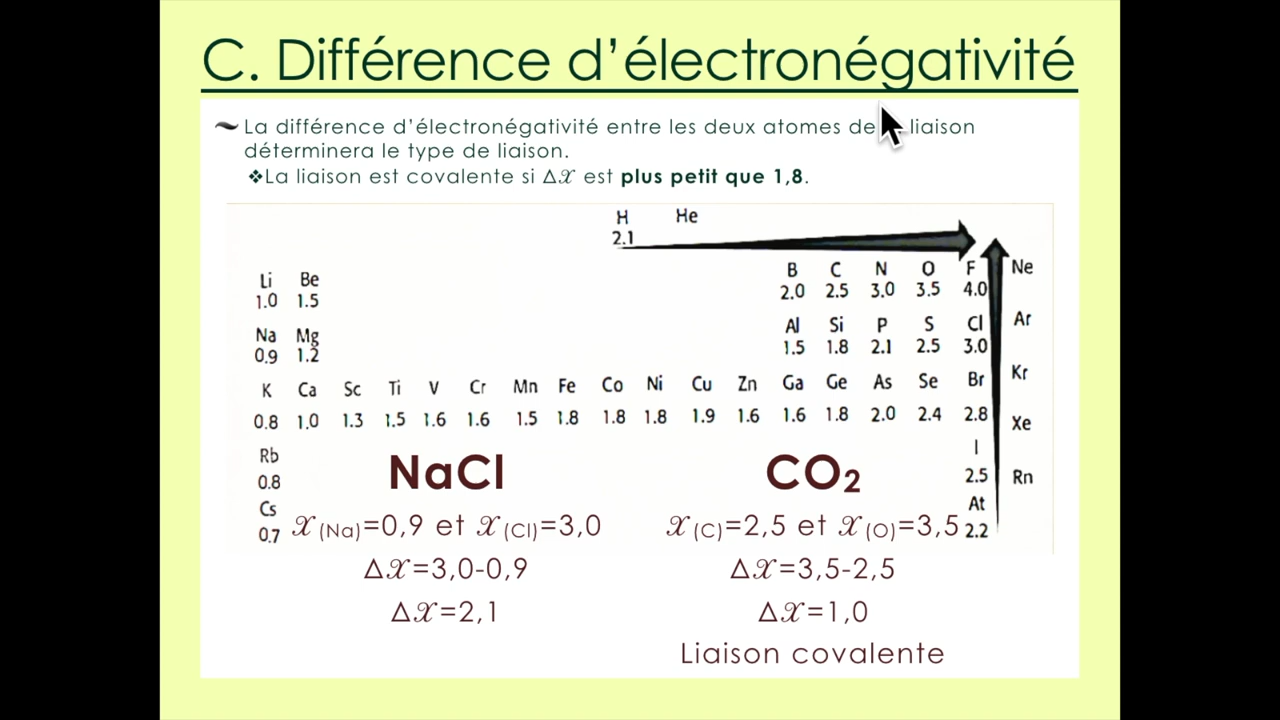 C. Différence d'électronégativité
La différence d'électronégativité entre les deux atomes de liaison
déterminera le type de liaison.
❖La liaison est covalente si Δ𝒳 est plus petit que 1,8.
H He
2.1
Li Be B C N O F Ne
1.0 1.5 2.0 2.5 3.0 3.5 4.0
Na Mg Al Si P S Cl Ar
0.9 1.2 1.5 1.8 2.1 2.5 3.0
K Ca Sc Ti V Cr Mn Fe Co Ni Cu Zn Ga Ge As Se Br Kr
0.8 1.0 1.3 1.5 1.6 1.6 1.5 1.8 1.8 1.8 1.9 1.6 1.6 1.8 2.0 2.4 2.8
Rb I Xe
0.8 2.5 Rn
Cs At
0.7 2.2
NaCl
𝒳(Na)=0,9 et 𝒳(Cl)=3,0
Δ𝒳=3,0-0,9
Δ𝒳=2,1
CO₂
𝒳(C)=2,5 et 𝒳(O)=3,5
Δ𝒳=3,5-2,5
Δ𝒳=1,0
Liaison covalente